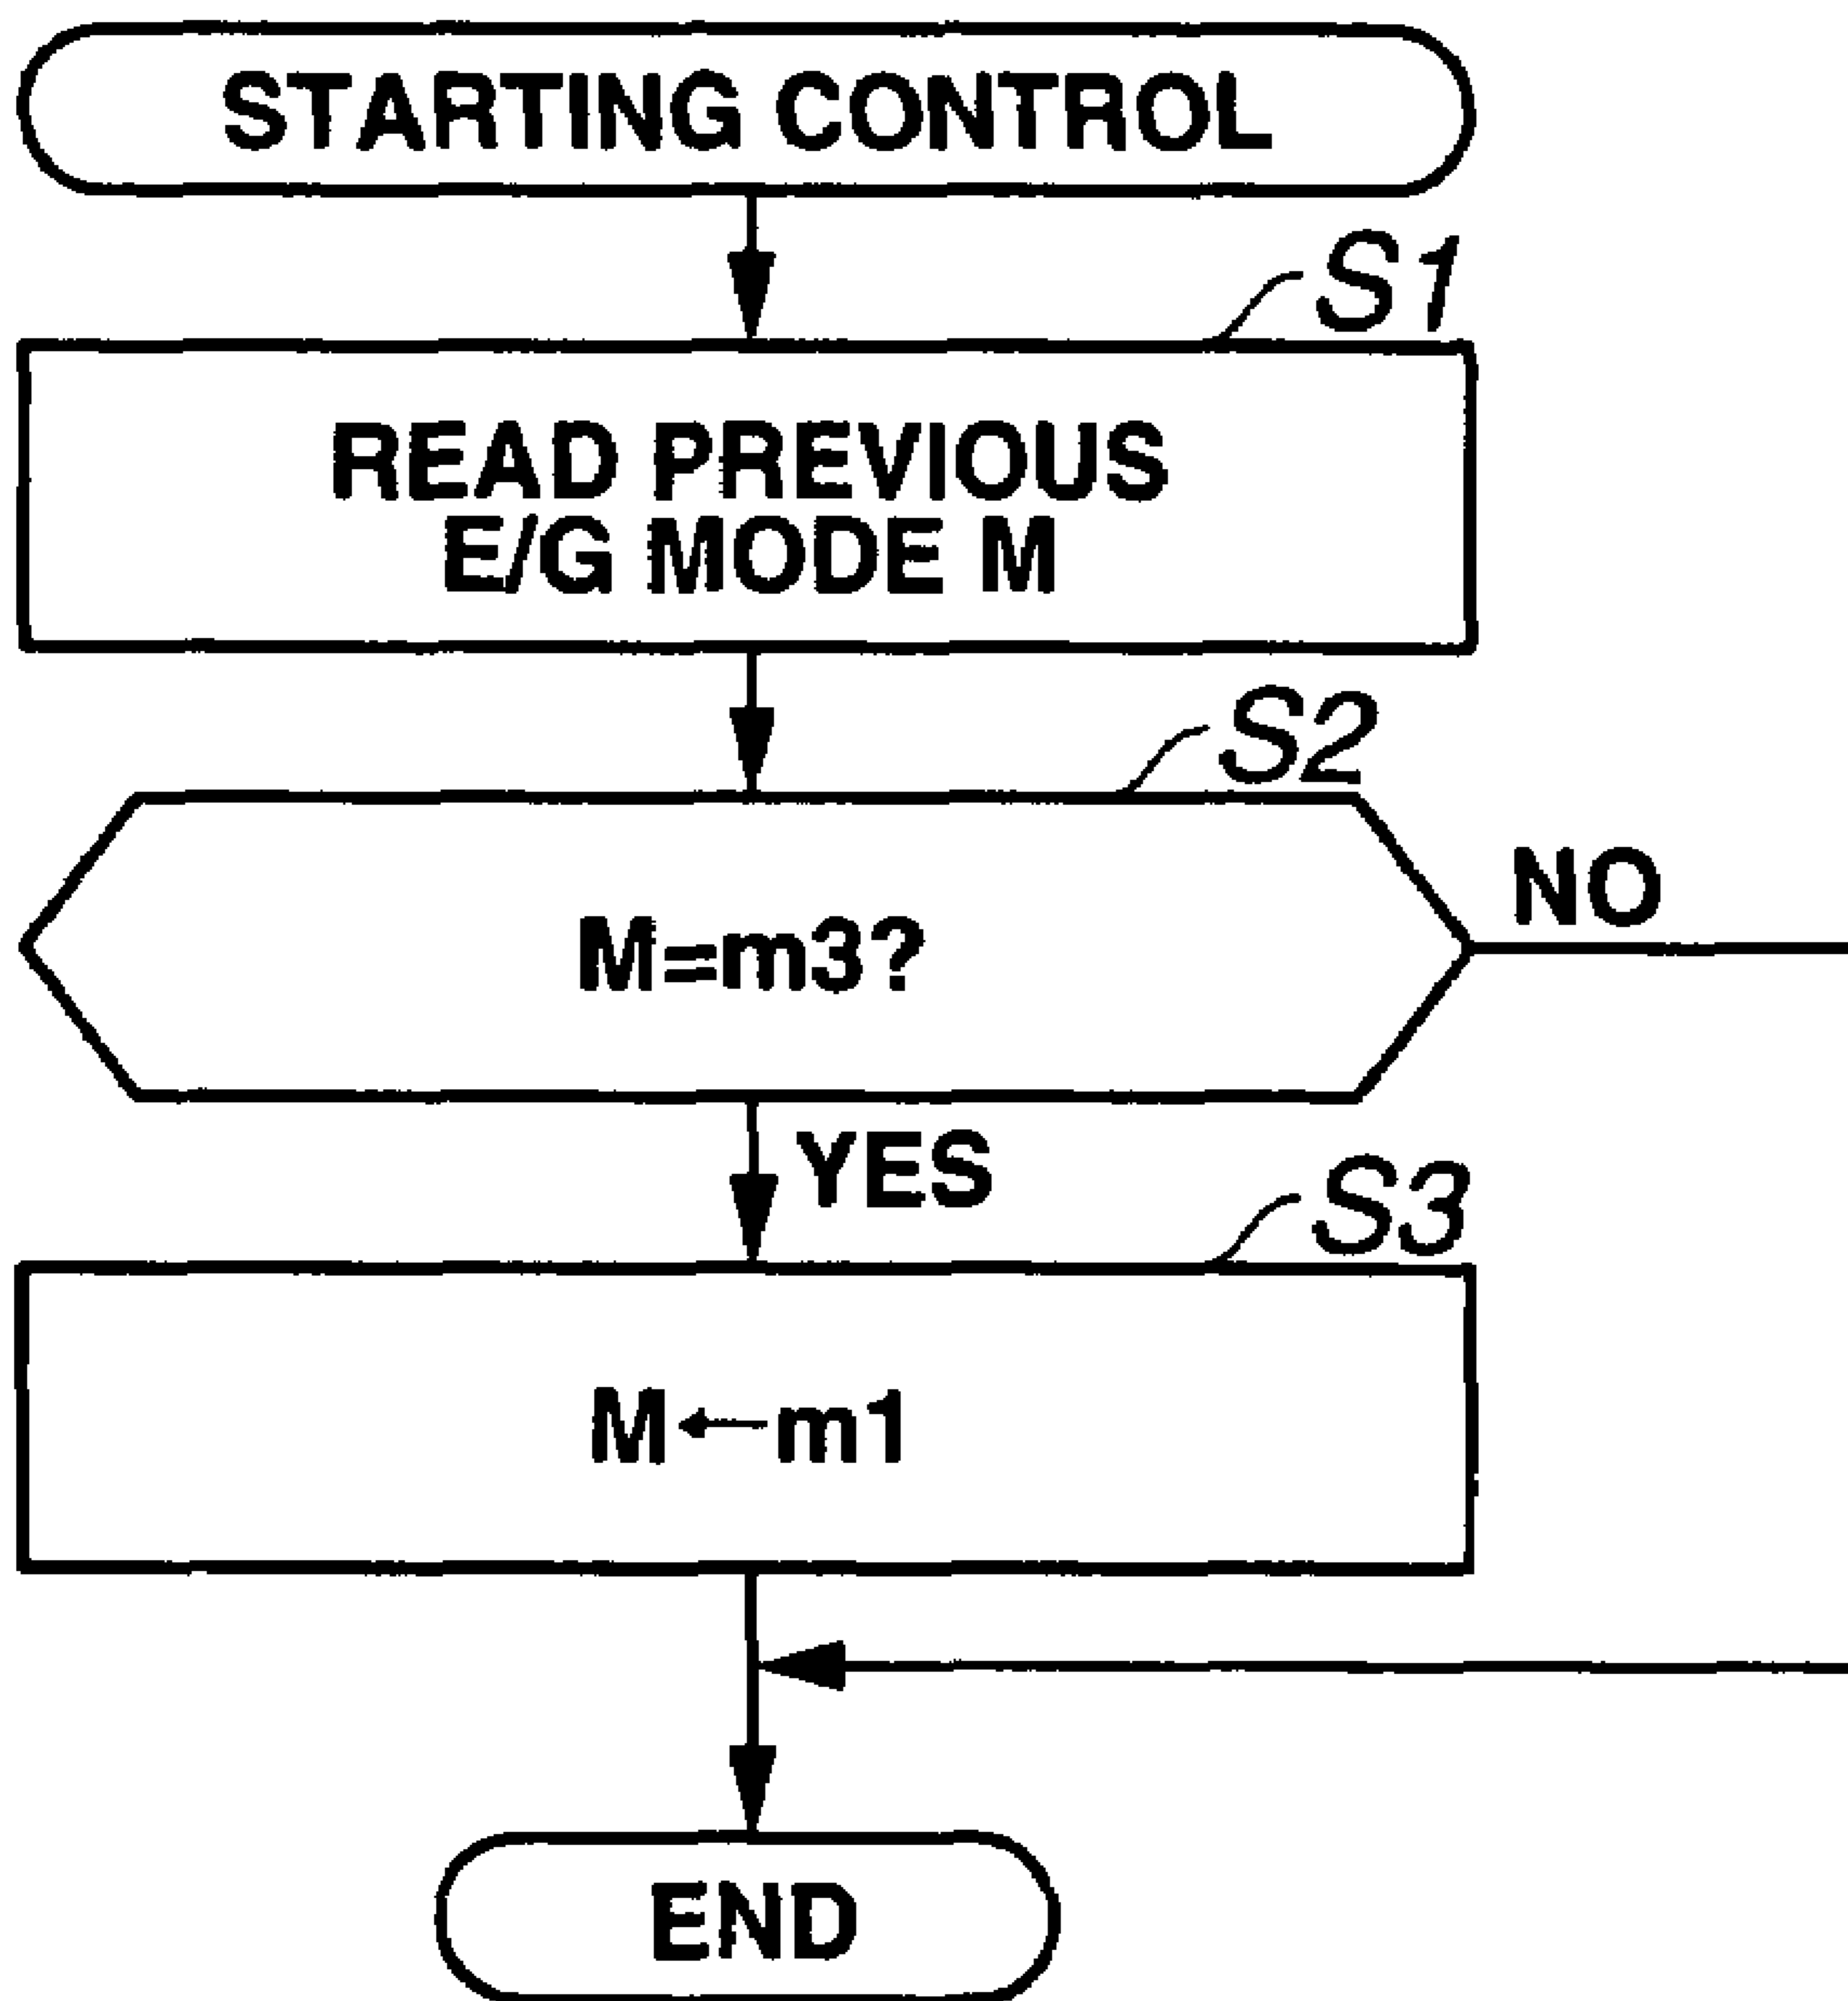 STARTING CONTROL
S1
READ PREVIOUS
E/G MODE M
S2
M=m3?
NO
YES
S3
M←m1
END